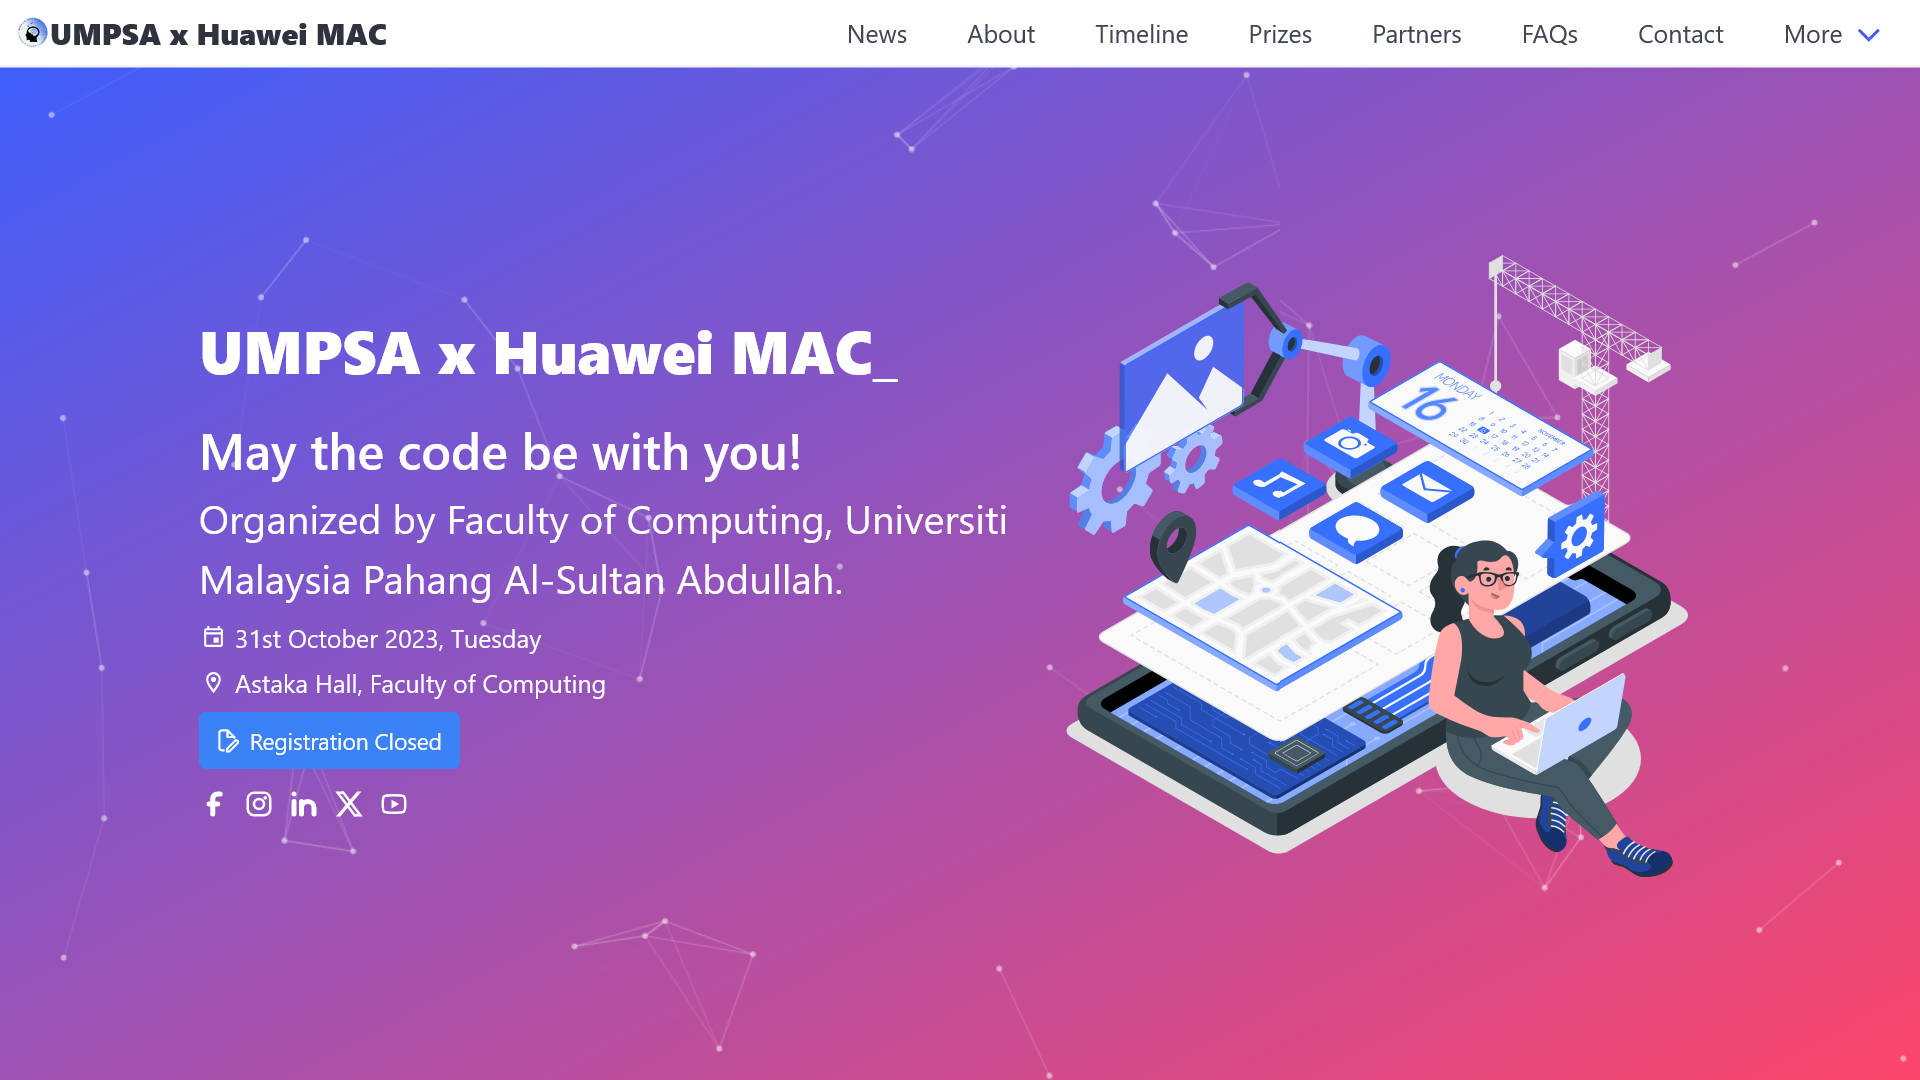 UMPSA x Huawei MAC
News
About
Timeline
Prizes
Partners
FAQs
Contact
More
UMPSA x Huawei MAC_
May the code be with you!
Organized by Faculty of Computing, Universiti
Malaysia Pahang Al-Sultan Abdullah.
31st October 2023, Tuesday
Astaka Hall, Faculty of Computing
Registration Closed
MONDAY
16
NOVEMBER